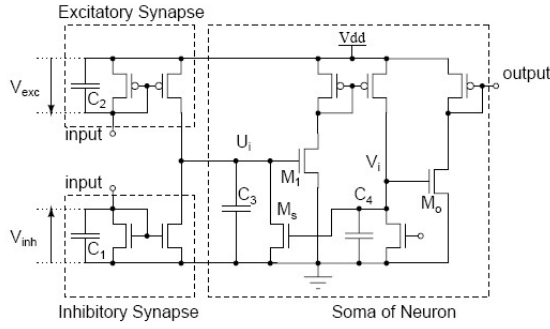 Excitatory Synapse
Vdd
Vexc
C2
output
input
Ui
Vi
input
M1
Mo
C3
Ms
C4
Vinh
C1
Inhibitory Synapse
Soma of Neuron